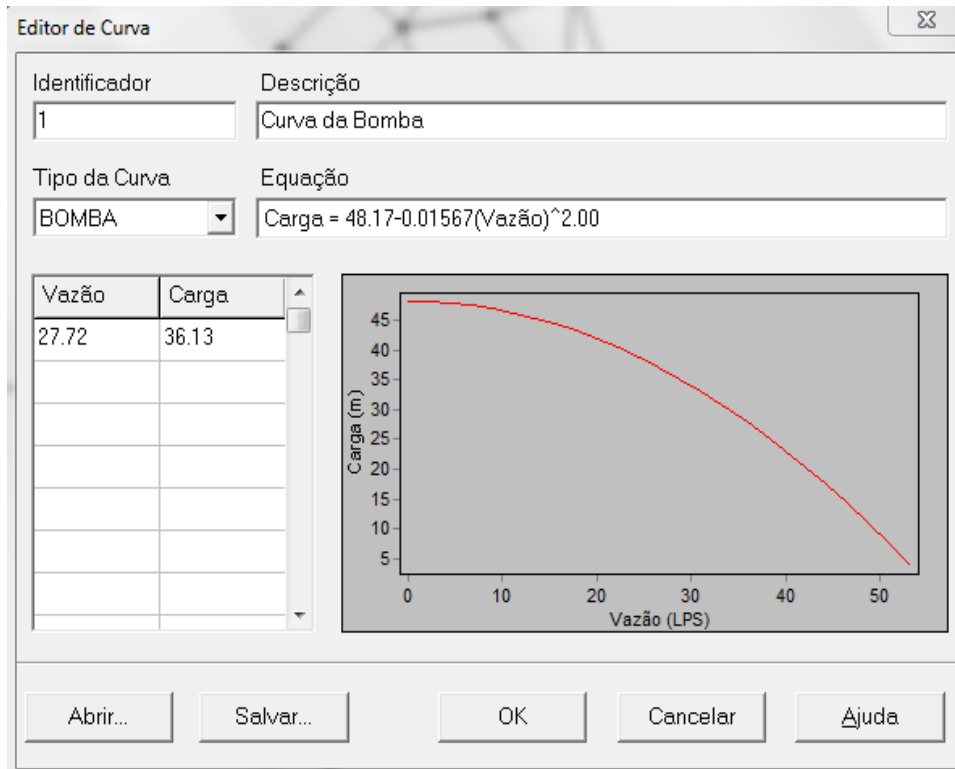 Editor de Curva
Identificador Descrição
1 Curva da Bomba
Tipo da Curva Equação
BOMBA Carga = 48.17-0.01567(Vazão)^2.00
Vazão Carga
27.72 36.13
Carga (m)
45
40
35
30
25
20
15
10
5
0 10 20 30 40 50
Vazão (LPS)
Abrir... Salvar... OK Cancelar Ajuda